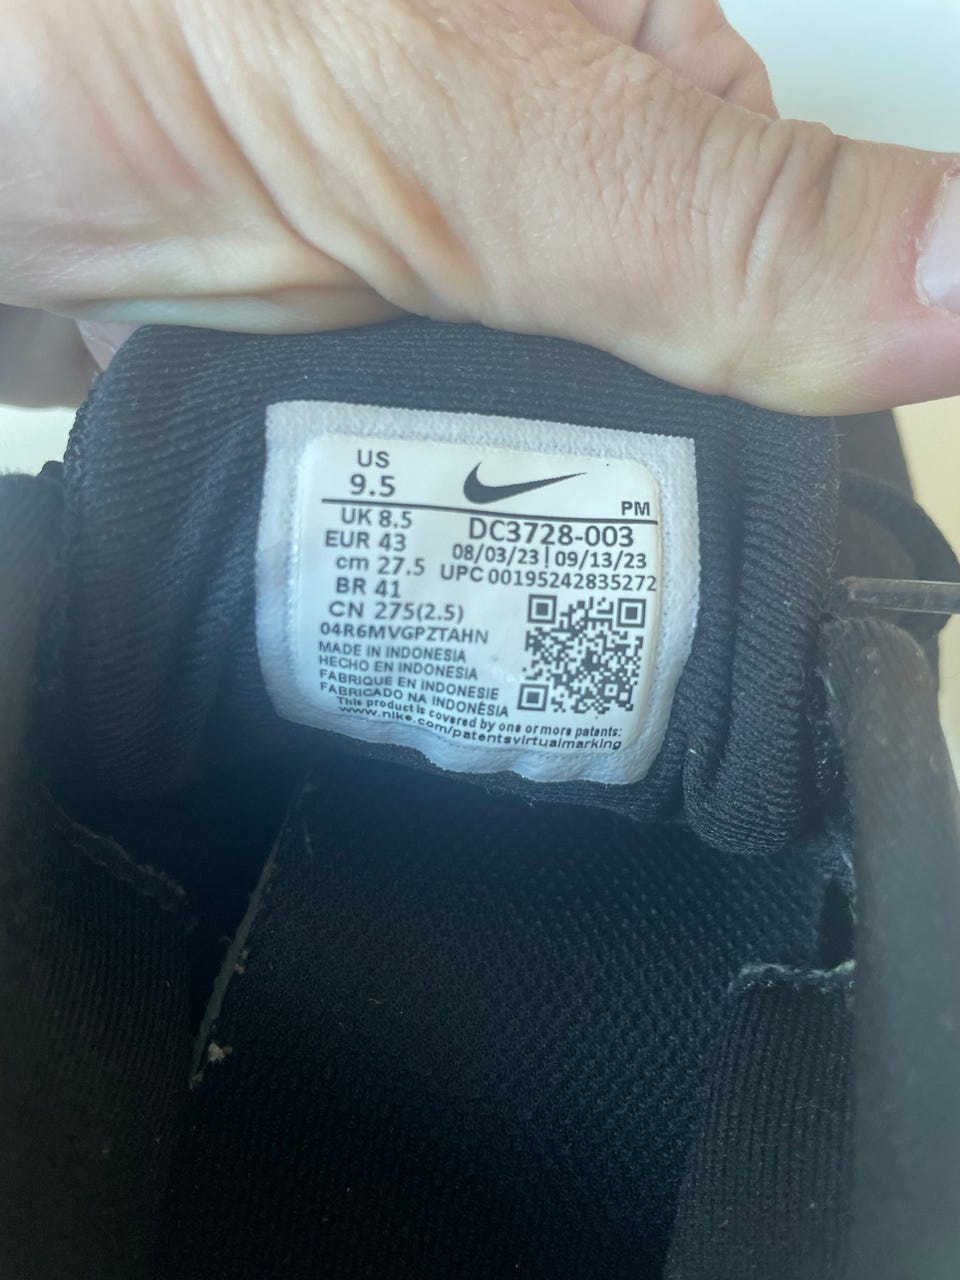 US
9.5
PM
UK 8.5
EUR 43
cm 27.5
BR 41
CN 275(2.5)
DC3728-003
08/03/23 | 09/13/23
UPC 00195242835272
04R6MVGPZTAHN
MADE IN INDONESIA
HECHO EN INDONESIA
FABRIQUE EN INDONESIE
FABRICADO NA INDONÉSIA
This product is covered by one or more patents:
www.nike.com/patentsvirtualmarking